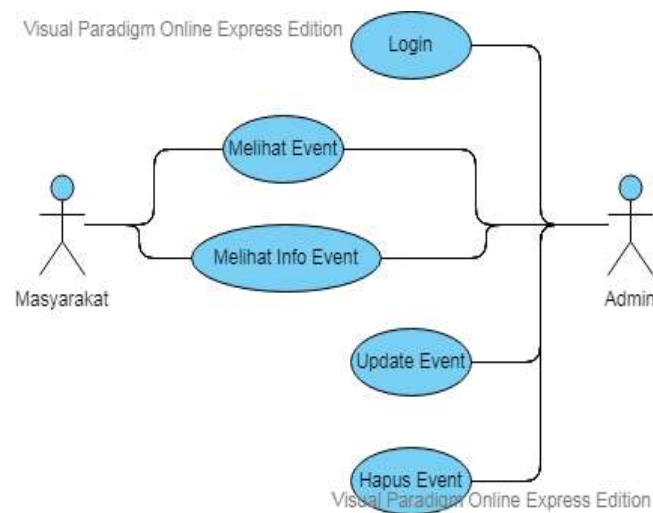 Visual Paradigm Online Express Edition
Login
Melihat Event
Melihat Info Event
Masyarakat
Admin
Update Event
Hapus Event
Visual Paradigm Online Express Edition